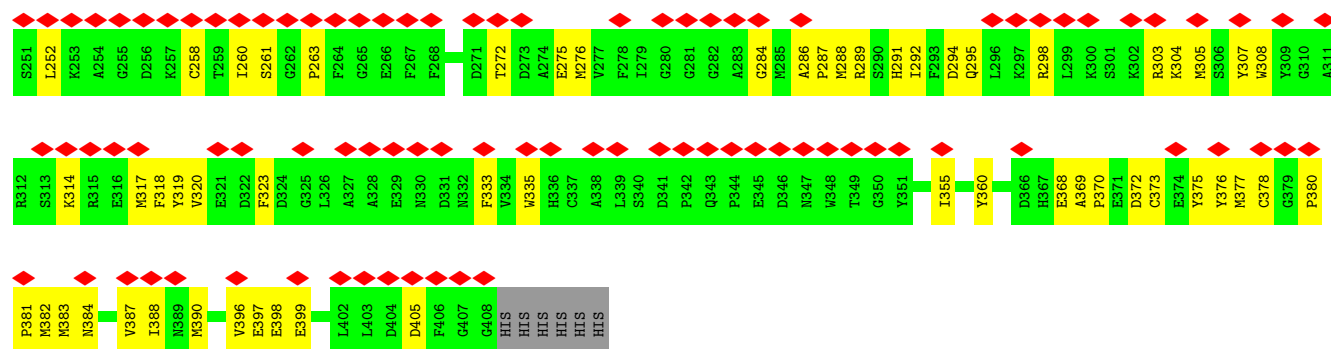 S251 L252 K253 A254 G255 D256 K257 C258 T259 I260 S261 G262 P263 F264 G265 E266 F267 F268 D271 T272 D273 A274 E275 M276 V277 F278 I279 G280 G281 G282 A283 G284 M285 A286 P287 M288 R289 S290 H291 I292 F293 D294 Q295 L296 K297 R298 L299 K300 S301 K302 R303 K304 M305 S306 Y307 W308 Y309 G310 A311
R312 S313 K314 R315 E316 M317 F318 Y319 V320 E321 D322 F323 D324 G325 L326 A327 A328 E329 N330 D331 N332 F333 V334 W335 H336 C337 A338 L339 S340 D341 P342 Q343 P344 E345 D346 N347 W348 T349 G350 Y351 I355 Y360 D366 H367 E368 A369 P370 E371 D372 C373 E374 Y375 Y376 M377 C378 G379 P380
P381 M382 M383 N384 V387 I388 N389 M390 V396 E397 E398 E399 L402 L403 D404 D405 F406 G407 G408 HIS HIS HIS HIS HIS HIS